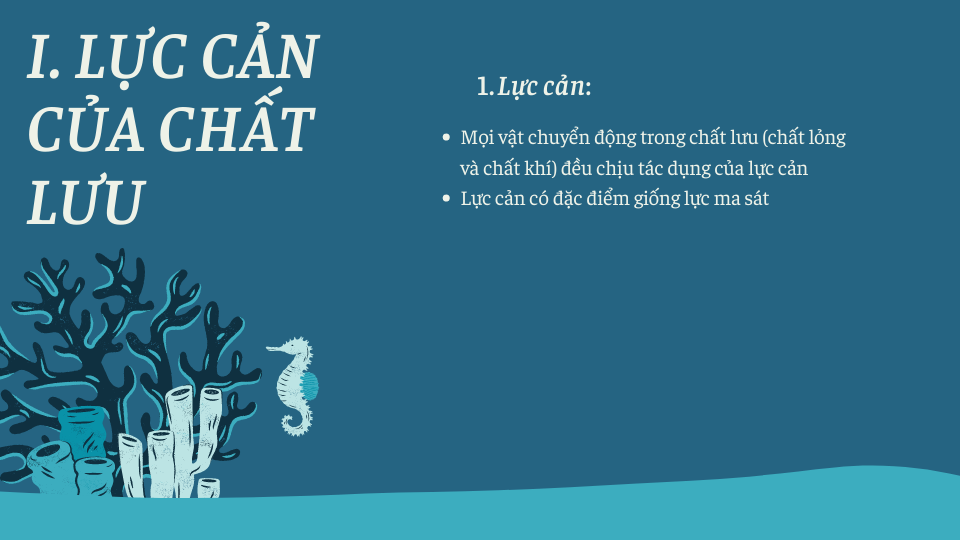 I. LỰC CẢN
CỦA CHẤT
LƯU
1. Lực cản:
• Mọi vật chuyển động trong chất lưu (chất lỏng
và chất khí) đều chịu tác dụng của lực cản
• Lực cản có đặc điểm giống lực ma sát